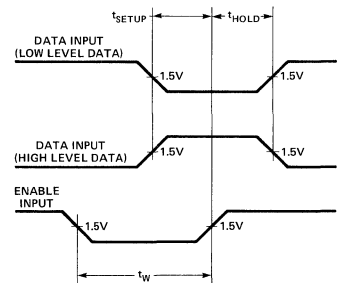 tSETUP
tHOLD
DATA INPUT
(LOW LEVEL DATA)
1.5V
1.5V
DATA INPUT
(HIGH LEVEL DATA)
1.5V
1.5V
ENABLE
INPUT
1.5V
1.5V
tW